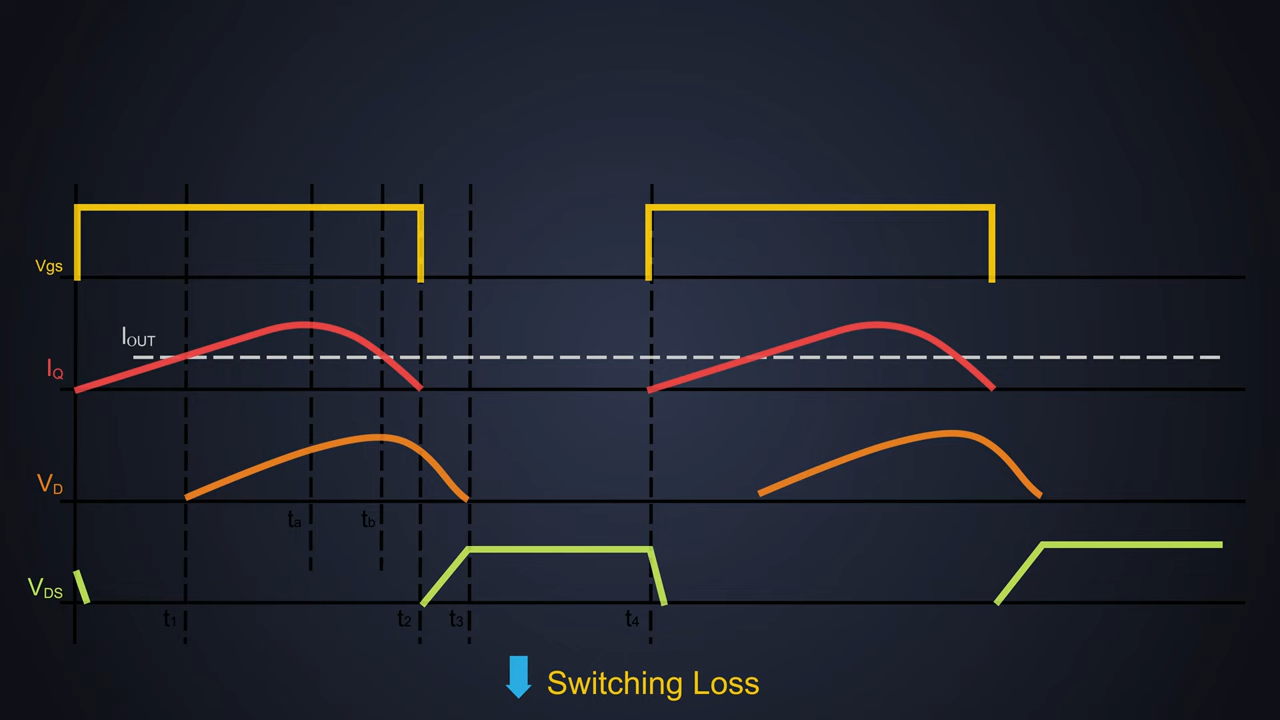 Vgs
IOUT
IQ
VD
ta tb
VDS
t1 t2 t3 t4
Switching Loss